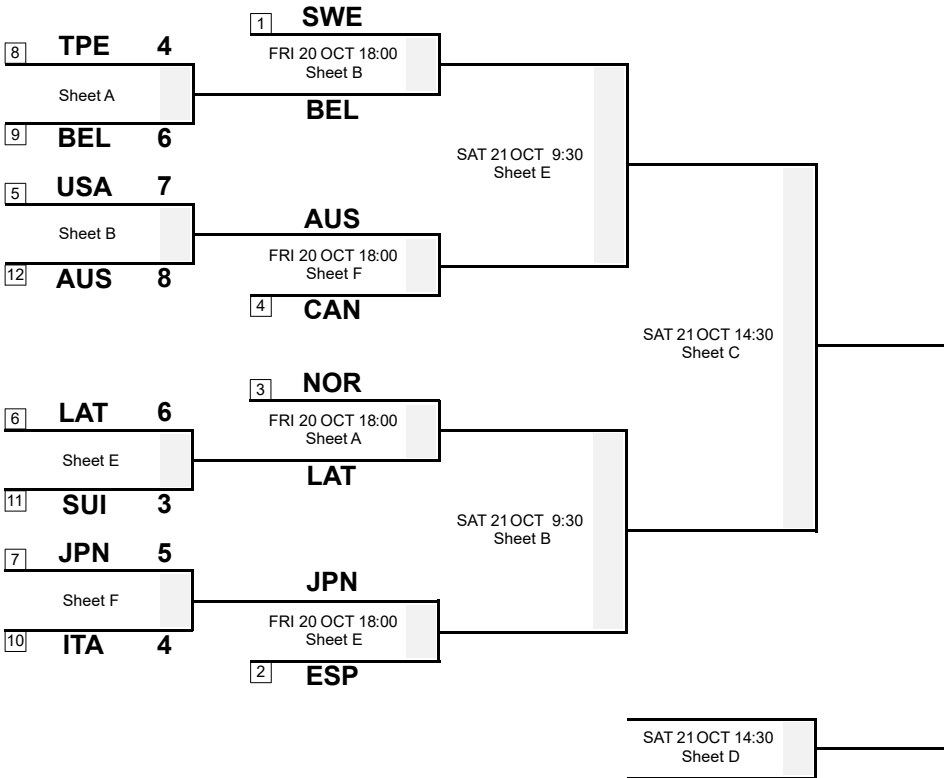 1 SWE
8 TPE 4
FRI 20 OCT 18:00
Sheet B
Sheet A
BEL
9 BEL 6
SAT 21 OCT 9:30
Sheet E
5 USA 7
AUS
Sheet B
FRI 20 OCT 18:00
Sheet F
12 AUS 8
4 CAN
SAT 21 OCT 14:30
Sheet C
3 NOR
6 LAT 6
FRI 20 OCT 18:00
Sheet A
Sheet E
LAT
11 SUI 3
SAT 21 OCT 9:30
Sheet B
7 JPN 5
JPN
Sheet F
FRI 20 OCT 18:00
Sheet E
10 ITA 4
2 ESP
SAT 21 OCT 14:30
Sheet D